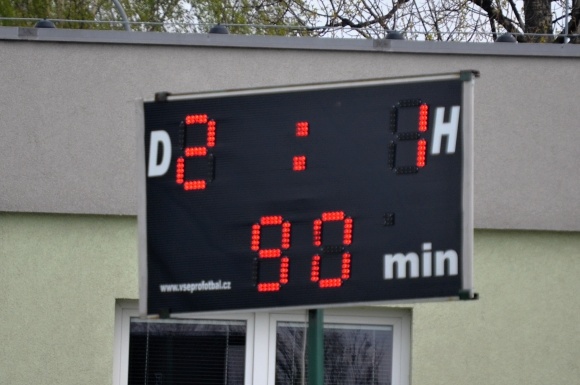 D 2 : 1 H
90 min
www.vseprofotbal.cz